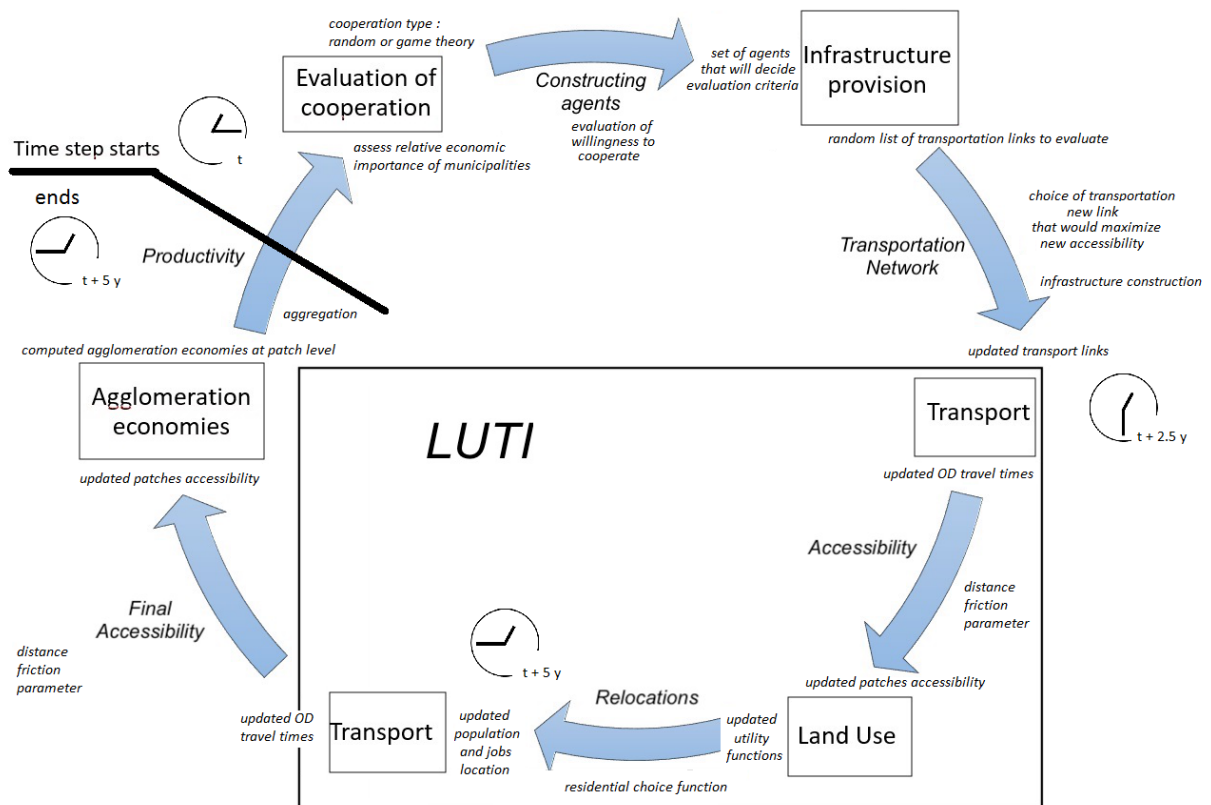 cooperation type :
random or game theory
Evaluation of
cooperation
Constructing
agents
evaluation of
willingness to
cooperate
set of agents
that will decide
evaluation criteria
Infrastructure
provision
t
Time step starts
assess relative economic
importance of municipalities
random list of transportation links to evaluate
ends
t + 5 y
Productivity
choice of transportation
new link
that would maximize
new accessibility
Transportation
Network
infrastructure construction
aggregation
computed agglomeration economies at patch level
updated transport links
Agglomeration
economies
LUTI
Transport
t + 2.5 y
updated patches accessibility
updated OD travel times
Accessibility
distance
friction
parameter
Final
Accessibility
distance
friction
parameter
t + 5 y
updated patches accessibility
Relocations
updated OD
travel times
Transport
updated
population
and jobs
location
updated
utility
functions
Land Use
residential choice function